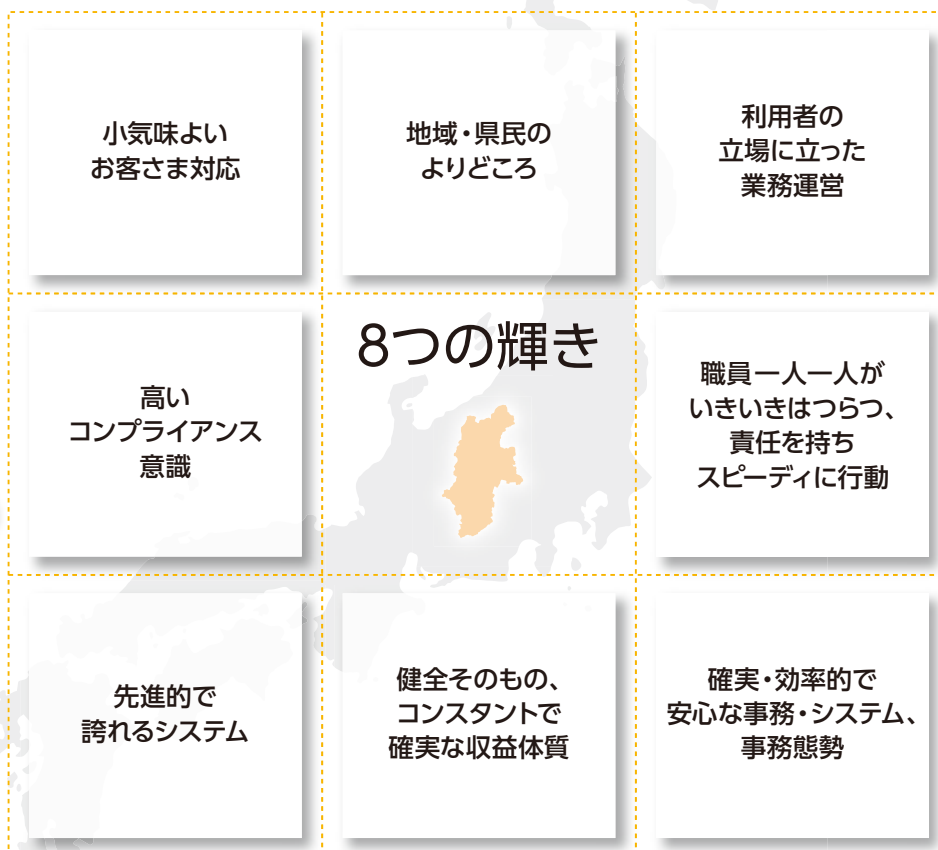 小気味よい
お客さま対応
地域・県民の
よりどころ
利用者の
立場に立った
業務運営
高い
コンプライアンス
意識
8つの輝き
職員一人一人が
いきいきはつらつ、
責任を持ち
スピーディに行動
先進的で
誇れるシステム
健全そのもの、
コンスタントで
確実な収益体質
確実・効率的で
安心な事務・システム、
事務態勢